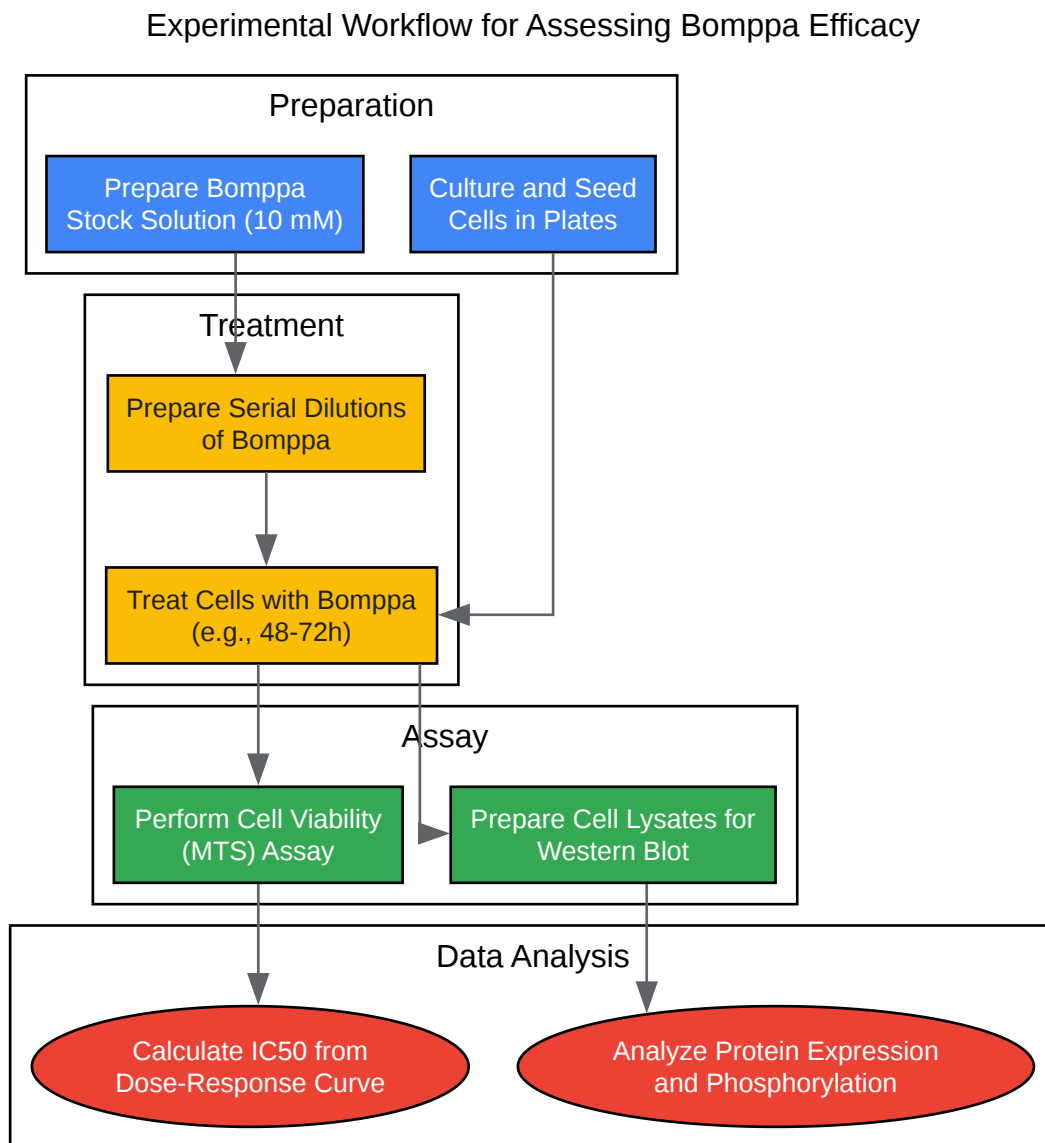 Experimental Workflow for Assessing Bomppa Efficacy
Preparation
Prepare Bomppa
Stock Solution (10 mM)
Culture and Seed
Cells in Plates
Treatment
Prepare Serial Dilutions
of Bomppa
Treat Cells with Bomppa
(e.g., 48-72h)
Assay
Perform Cell Viability
(MTS) Assay
Prepare Cell Lysates for
Western Blot
Data Analysis
Calculate IC50 from
Dose-Response Curve
Analyze Protein Expression
and Phosphorylation